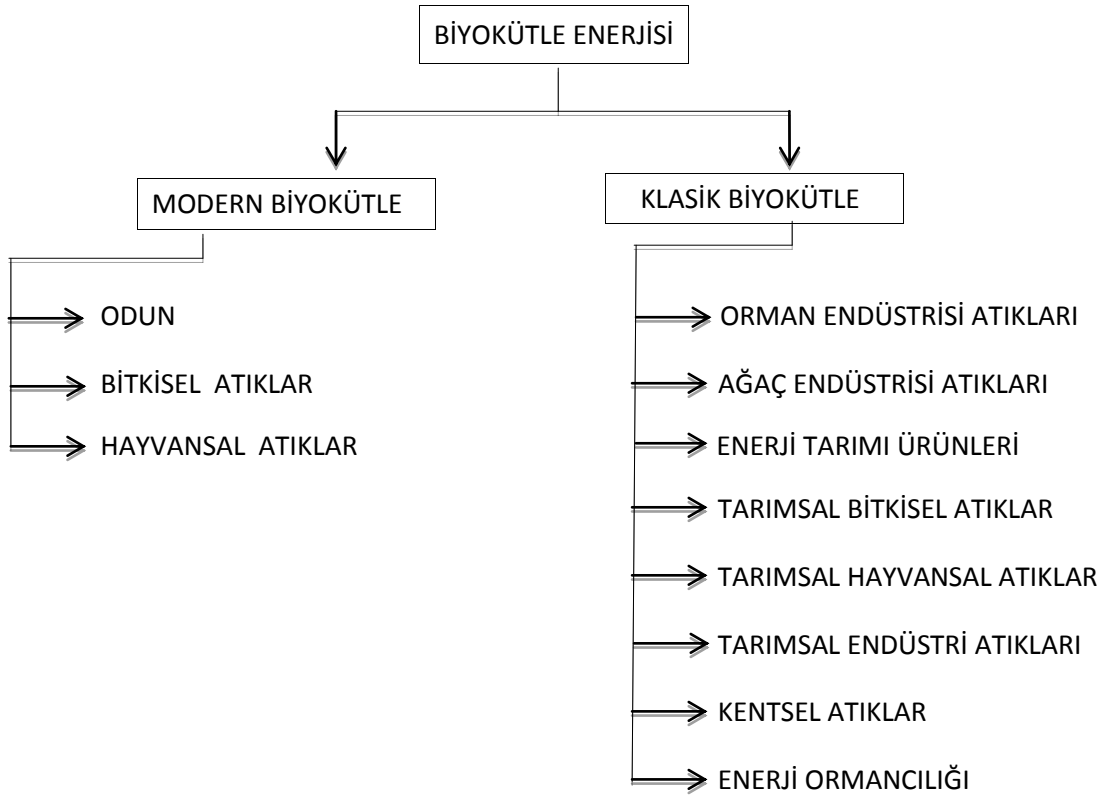 BİYOKÜTLE ENERJİSİ
MODERN BİYOKÜTLE
ODUN
BİTKİSEL ATIKLAR
HAYVANSAL ATIKLAR
KLASİK BİYOKÜTLE
ORMAN ENDÜSTRİSİ ATIKLARI
AĞAÇ ENDÜSTRİSİ ATIKLARI
ENERJİ TARIMI ÜRÜNLERİ
TARIMSAL BİTKİSEL ATIKLAR
TARIMSAL HAYVANSAL ATIKLAR
TARIMSAL ENDÜSTRİ ATIKLARI
KENTSEL ATIKLAR
ENERJİ ORMANCILIĞI